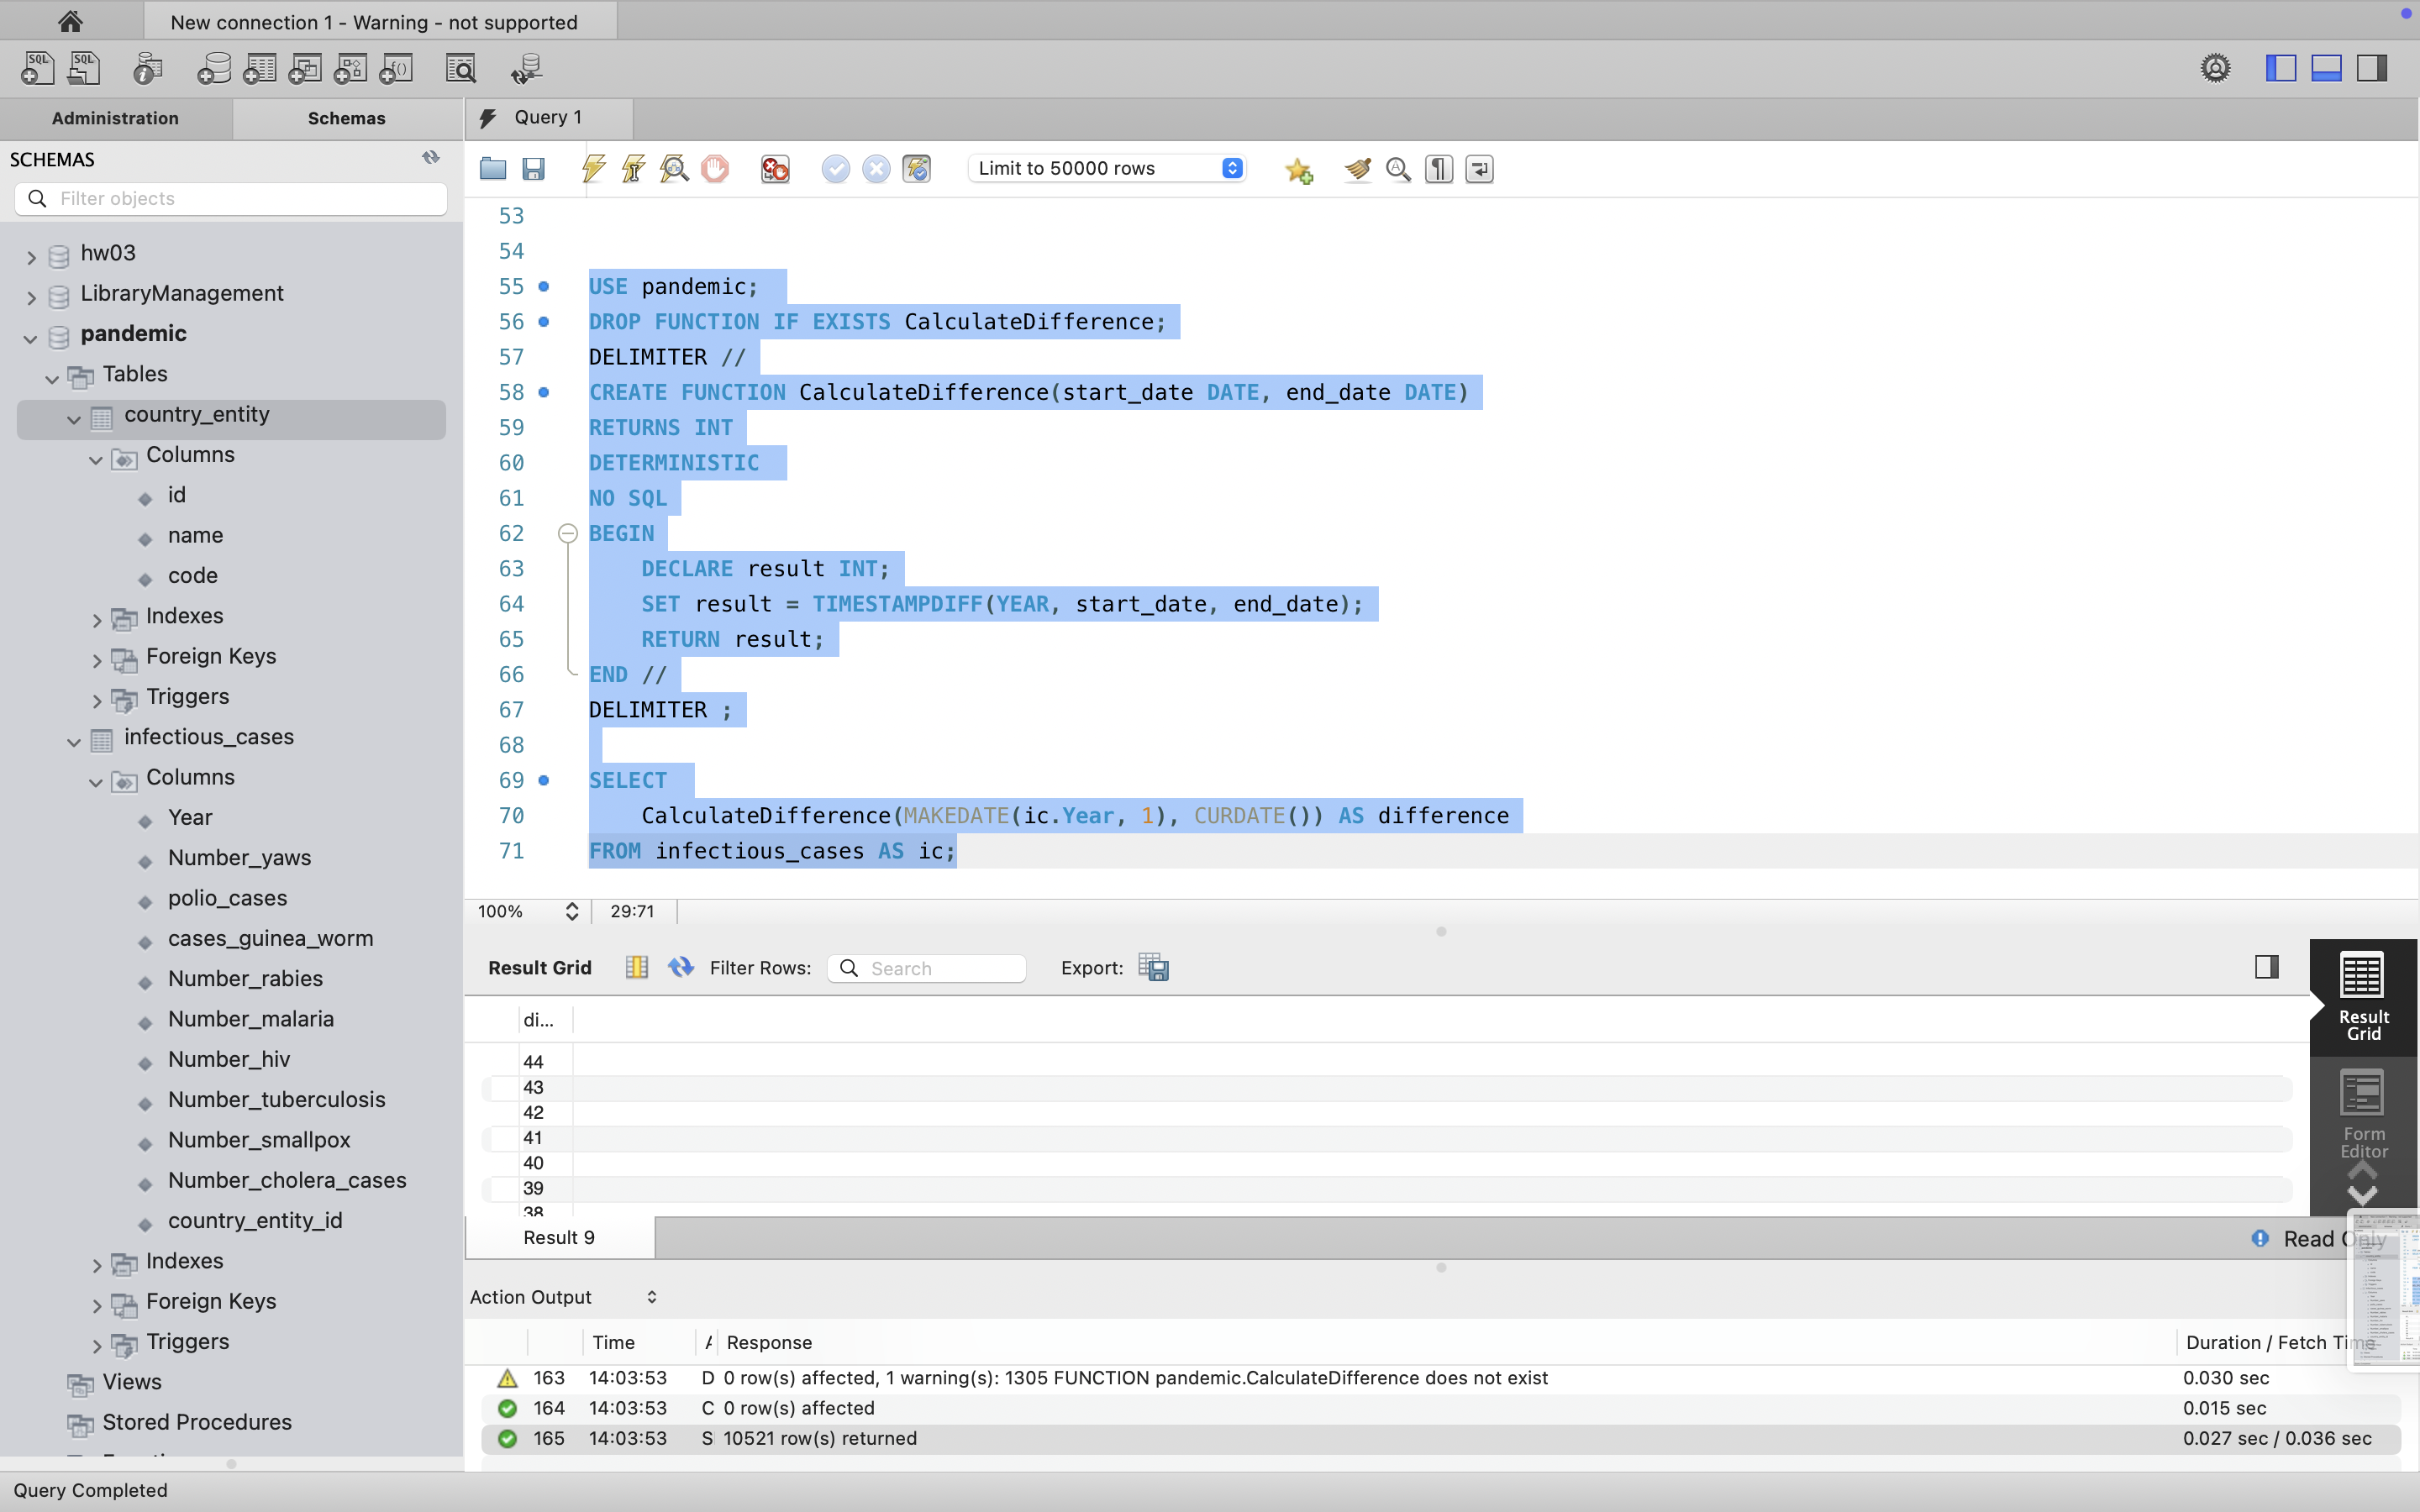 New connection 1 - Warning - not supported
SQL
SQL
Administration
Schemas
Query 1
SCHEMAS
Filter objects
Limit to 50000 rows
hw03
LibraryManagement
pandemic
Tables
country_entity
Columns
id
name
code
Indexes
Foreign Keys
Triggers
infectious_cases
Columns
Year
Number_yaws
polio_cases
cases_guinea_worm
Number_rabies
Number_malaria
Number_hiv
Number_tuberculosis
Number_smallpox
Number_cholera_cases
country_entity_id
Indexes
Foreign Keys
Triggers
Views
Stored Procedures
53
54
55 USE pandemic;
56 DROP FUNCTION IF EXISTS CalculateDifference;
57 DELIMITER //
58 CREATE FUNCTION CalculateDifference(start_date DATE, end_date DATE)
59 RETURNS INT
60 DETERMINISTIC
61 NO SQL
62 BEGIN
63 DECLARE result INT;
64 SET result = TIMESTAMPDIFF(YEAR, start_date, end_date);
65 RETURN result;
66 END //
67 DELIMITER ;
68
69 SELECT
70 CalculateDifference(MAKEDATE(ic.Year, 1), CURDATE()) AS difference
71 FROM infectious_cases AS ic;
100% 29:71
Result Grid Filter Rows: Search Export:
di...
44
43
42
41
40
39
38
Result Grid
Form Editor
Result 9
Read Only
Action Output
Time Response Duration / Fetch Time
163 14:03:53 D 0 row(s) affected, 1 warning(s): 1305 FUNCTION pandemic.CalculateDifference does not exist 0.030 sec
164 14:03:53 C 0 row(s) affected 0.015 sec
165 14:03:53 S 10521 row(s) returned 0.027 sec / 0.036 sec
Query Completed